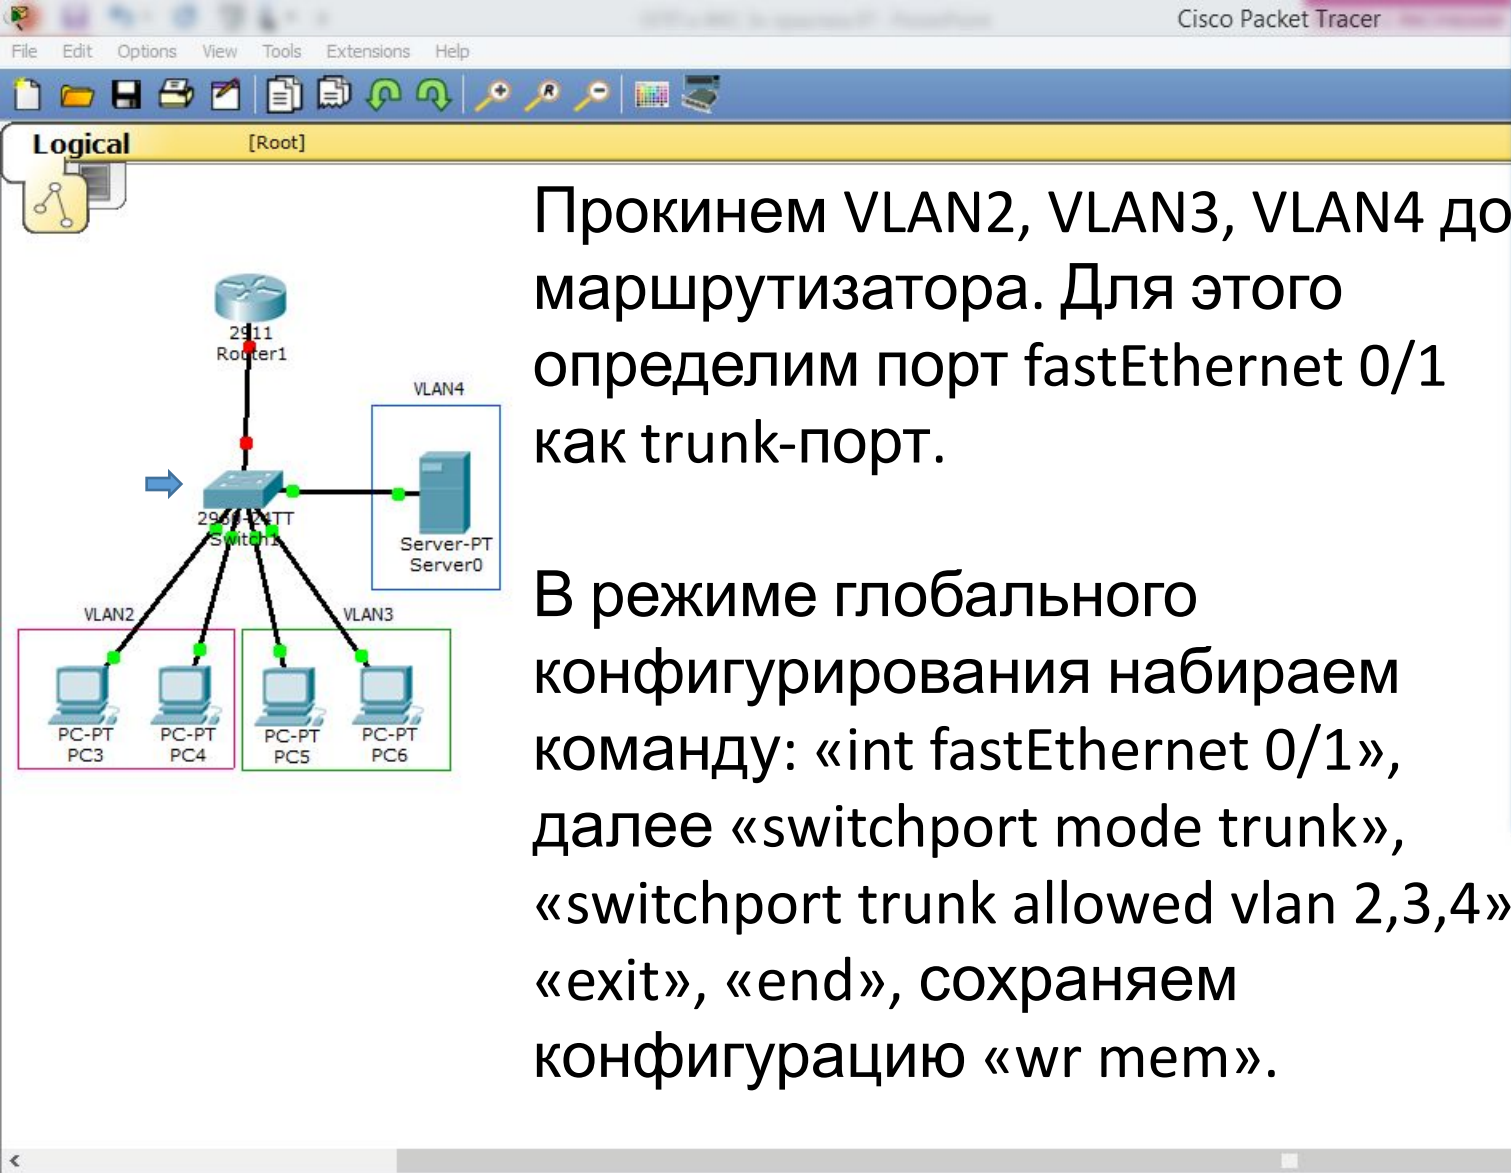 Cisco Packet Tracer
File Edit Options View Tools Extensions Help
Logical
[Root]
2911
Router1
VLAN4
2960-24TT
Switch1
Server-PT
Server0
VLAN2
VLAN3
PC-PT
PC3
PC-PT
PC4
PC-PT
PC5
PC-PT
PC6
Прокинем VLAN2, VLAN3, VLAN4 до
маршрутизатора. Для этого
определим порт fastEthernet 0/1
как trunk-порт.
В режиме глобального
конфигурирования набираем
команду: «int fastEthernet 0/1»,
далее «switchport mode trunk»,
«switchport trunk allowed vlan 2,3,4»
«exit», «end», сохраняем
конфигурацию «wr mem».